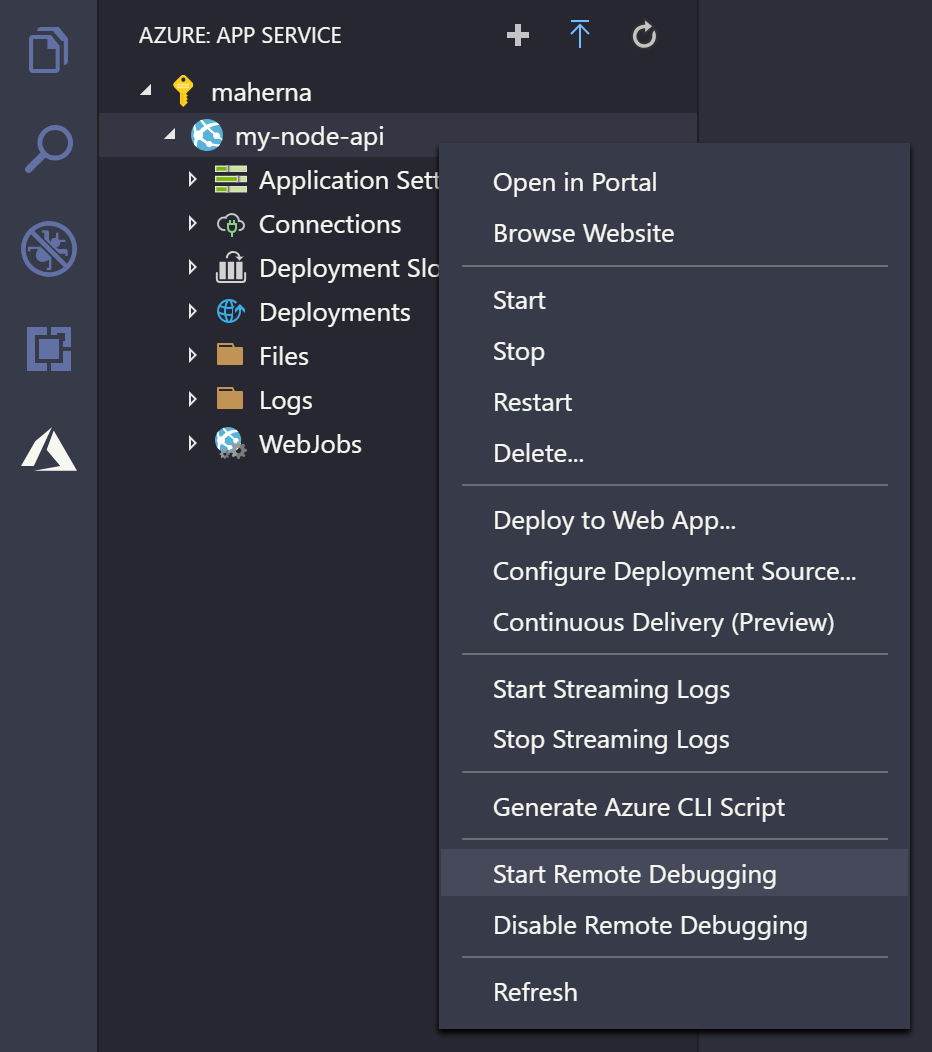 AZURE: APP SERVICE
maherna
my-node-api
Application Sett
Connections
Deployment Slo
Deployments
Files
Logs
WebJobs
Open in Portal
Browse Website
Start
Stop
Restart
Delete...
Deploy to Web App...
Configure Deployment Source...
Continuous Delivery (Preview)
Start Streaming Logs
Stop Streaming Logs
Generate Azure CLI Script
Start Remote Debugging
Disable Remote Debugging
Refresh